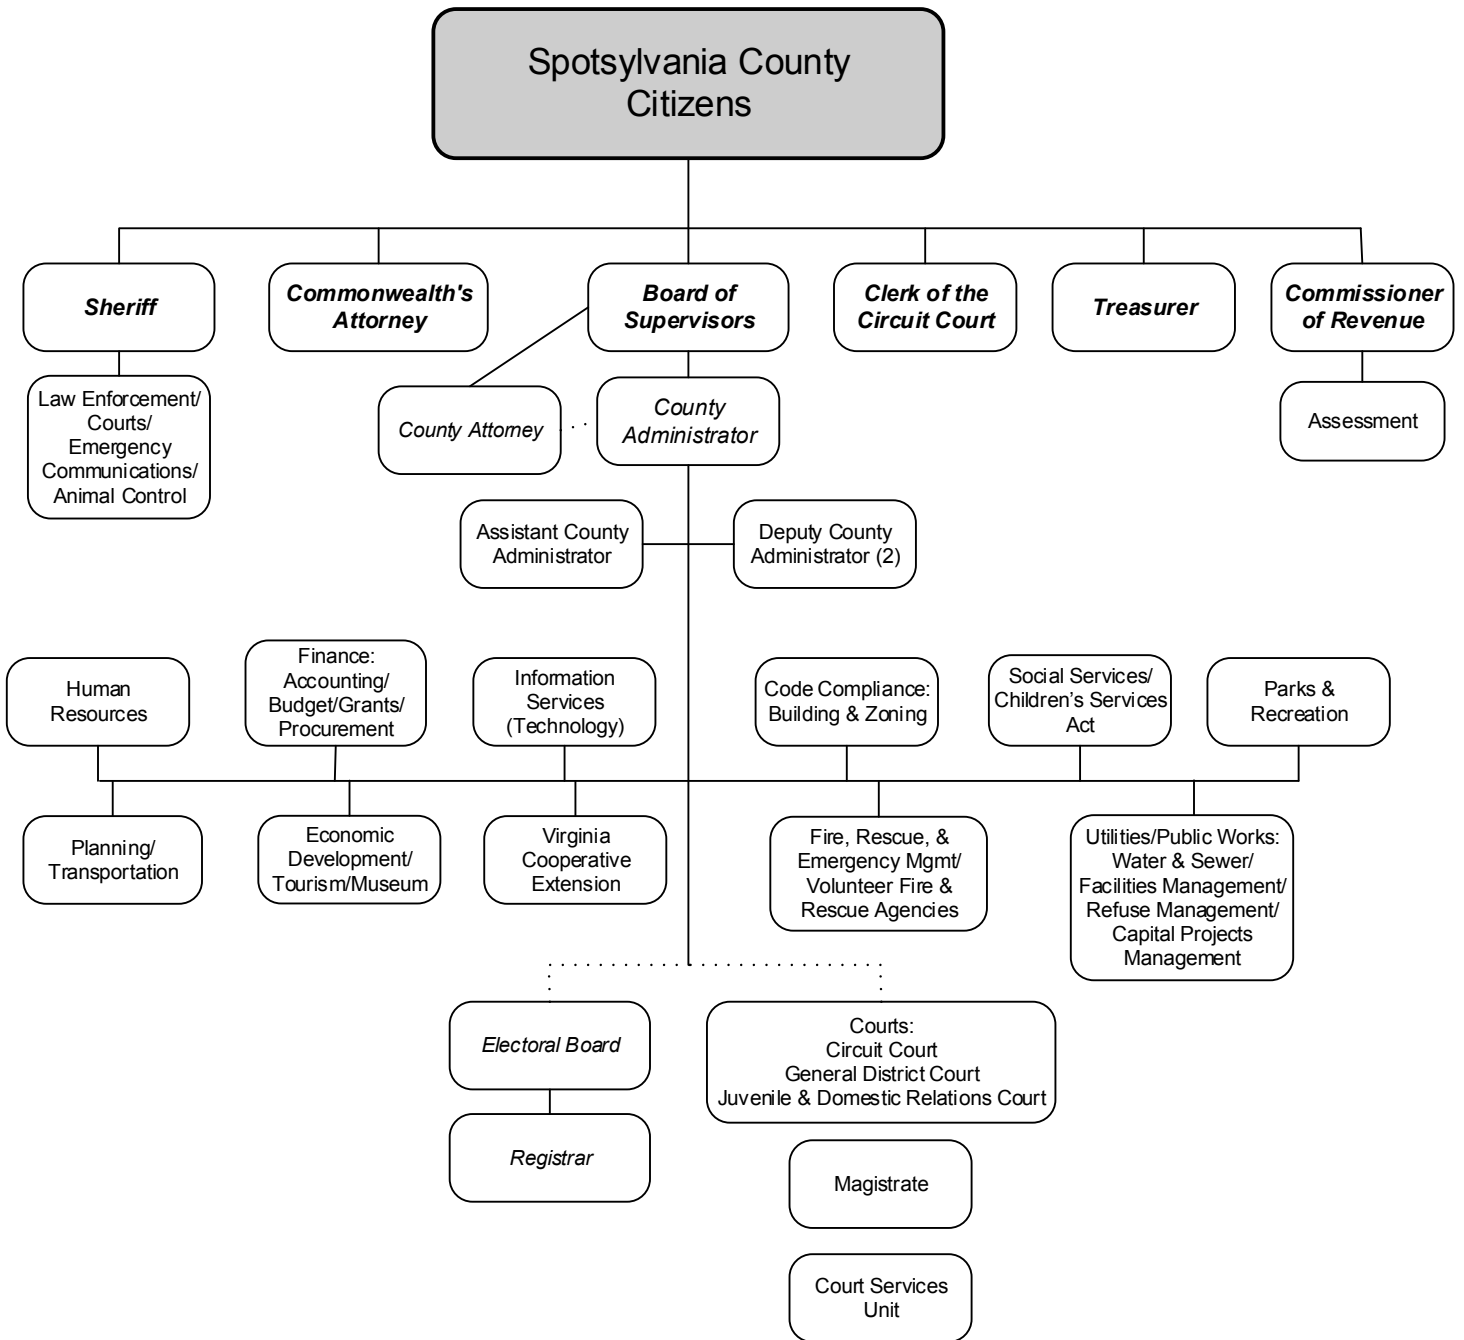 Spotsylvania County
Citizens
Sheriff
Commonwealth's
Attorney
Board of
Supervisors
Clerk of the
Circuit Court
Treasurer
Commissioner
of Revenue
Law Enforcement/
Courts/
Emergency
Communications/
Animal Control
County Attorney
County
Administrator
Assessment
Assistant County
Administrator
Deputy County
Administrator (2)
Human
Resources
Finance:
Accounting/
Budget/Grants/
Procurement
Information
Services
(Technology)
Code Compliance:
Building & Zoning
Social Services/
Children’s Services
Act
Parks &
Recreation
Planning/
Transportation
Economic
Development/
Tourism/Museum
Virginia
Cooperative
Extension
Fire, Rescue, &
Emergency Mgmt/
Volunteer Fire &
Rescue Agencies
Utilities/Public Works:
Water & Sewer/
Facilities Management/
Refuse Management/
Capital Projects
Management
Electoral Board
Courts:
Circuit Court
General District Court
Juvenile & Domestic Relations Court
Registrar
Magistrate
Court Services
Unit